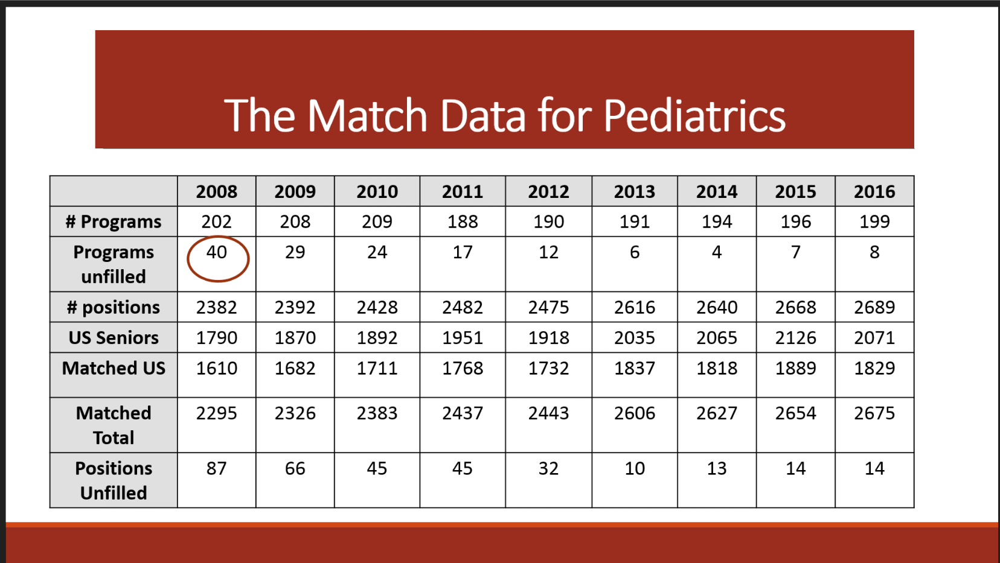 The Match Data for Pediatrics
2008 2009 2010 2011 2012 2013 2014 2015 2016
# Programs 202 208 209 188 190 191 194 196 199
Programs 40 29 24 17 12 6 4 7 8
unfilled
# positions 2382 2392 2428 2482 2475 2616 2640 2668 2689
US Seniors 1790 1870 1892 1951 1918 2035 2065 2126 2071
Matched US 1610 1682 1711 1768 1732 1837 1818 1889 1829
Matched 2295 2326 2383 2437 2443 2606 2627 2654 2675
Total
Positions 87 66 45 45 32 10 13 14 14
Unfilled